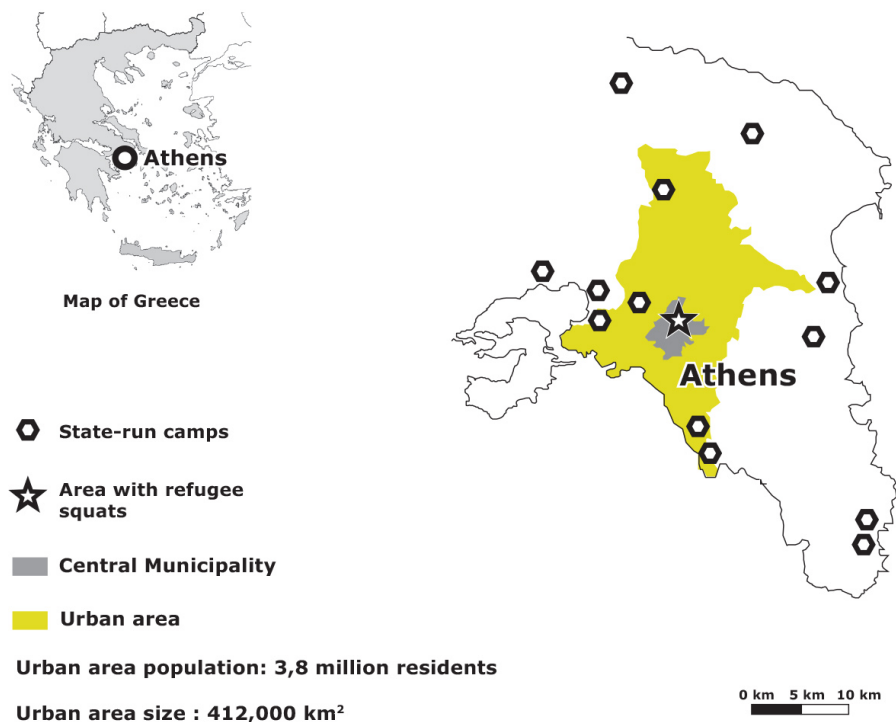 Athens
Map of Greece
Athens
State-run camps
Area with refugee
squats
Central Municipality
Urban area
Urban area population: 3,8 million residents
Urban area size : 412,000 km²
0 km 5 km 10 km